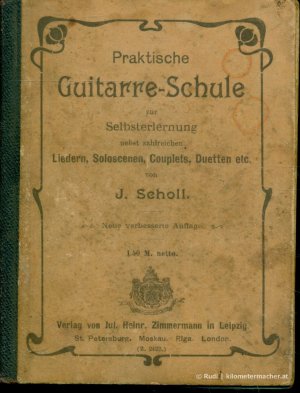 Praktische
Guitarre-Schule
zur
Selbsterlernung
nebst zahlreichen
Liedern, Soloscenen, Couplets, Duetten etc.
von
J. Scholl.
Neue verbesserte Auflage.
1.50 M. netto.
Verlag von Jul. Heinr. Zimmermann in Leipzig
St. Petersburg. Moskau. Riga. London.
© Rudi | kilometermacher.at